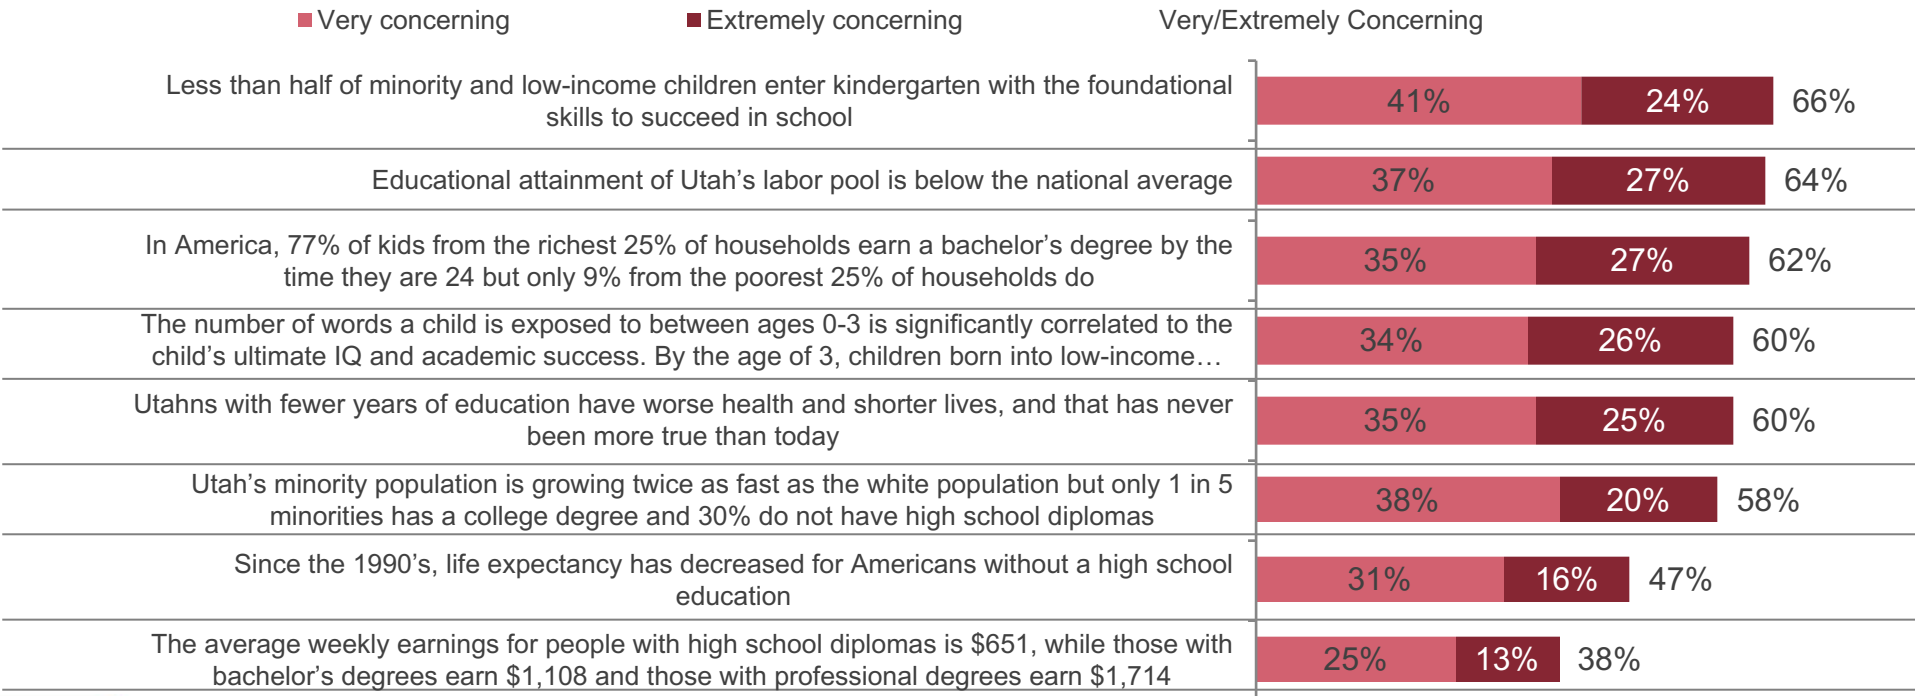 Very concerning Extremely concerning Very/Extremely Concerning
Less than half of minority and low-income children enter kindergarten with the foundational
skills to succeed in school
41% 24% 66%
Educational attainment of Utah’s labor pool is below the national average
37% 27% 64%
In America, 77% of kids from the richest 25% of households earn a bachelor’s degree by the
time they are 24 but only 9% from the poorest 25% of households do
35% 27% 62%
The number of words a child is exposed to between ages 0-3 is significantly correlated to the
child’s ultimate IQ and academic success. By the age of 3, children born into low-income…
34% 26% 60%
Utahns with fewer years of education have worse health and shorter lives, and that has never
been more true than today
35% 25% 60%
Utah’s minority population is growing twice as fast as the white population but only 1 in 5
minorities has a college degree and 30% do not have high school diplomas
38% 20% 58%
Since the 1990’s, life expectancy has decreased for Americans without a high school
education
31% 16% 47%
The average weekly earnings for people with high school diplomas is $651, while those with
bachelor’s degrees earn $1,108 and those with professional degrees earn $1,714
25% 13% 38%